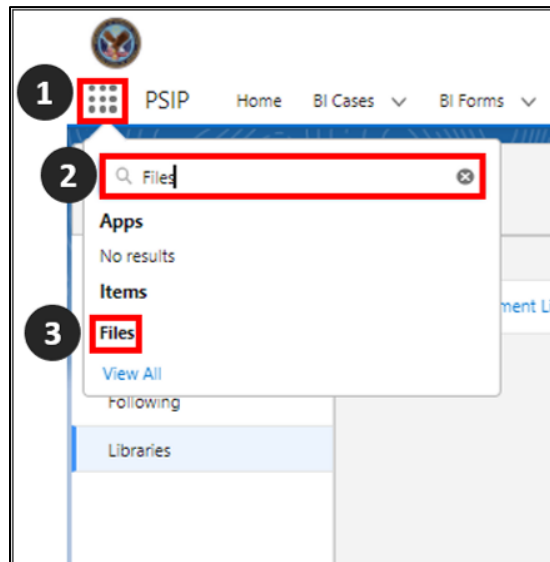 1
PSIP Home BI Cases BI Forms
2
Files
Apps
No results
Items
3
Files
View All
ment Li
Following
Libraries